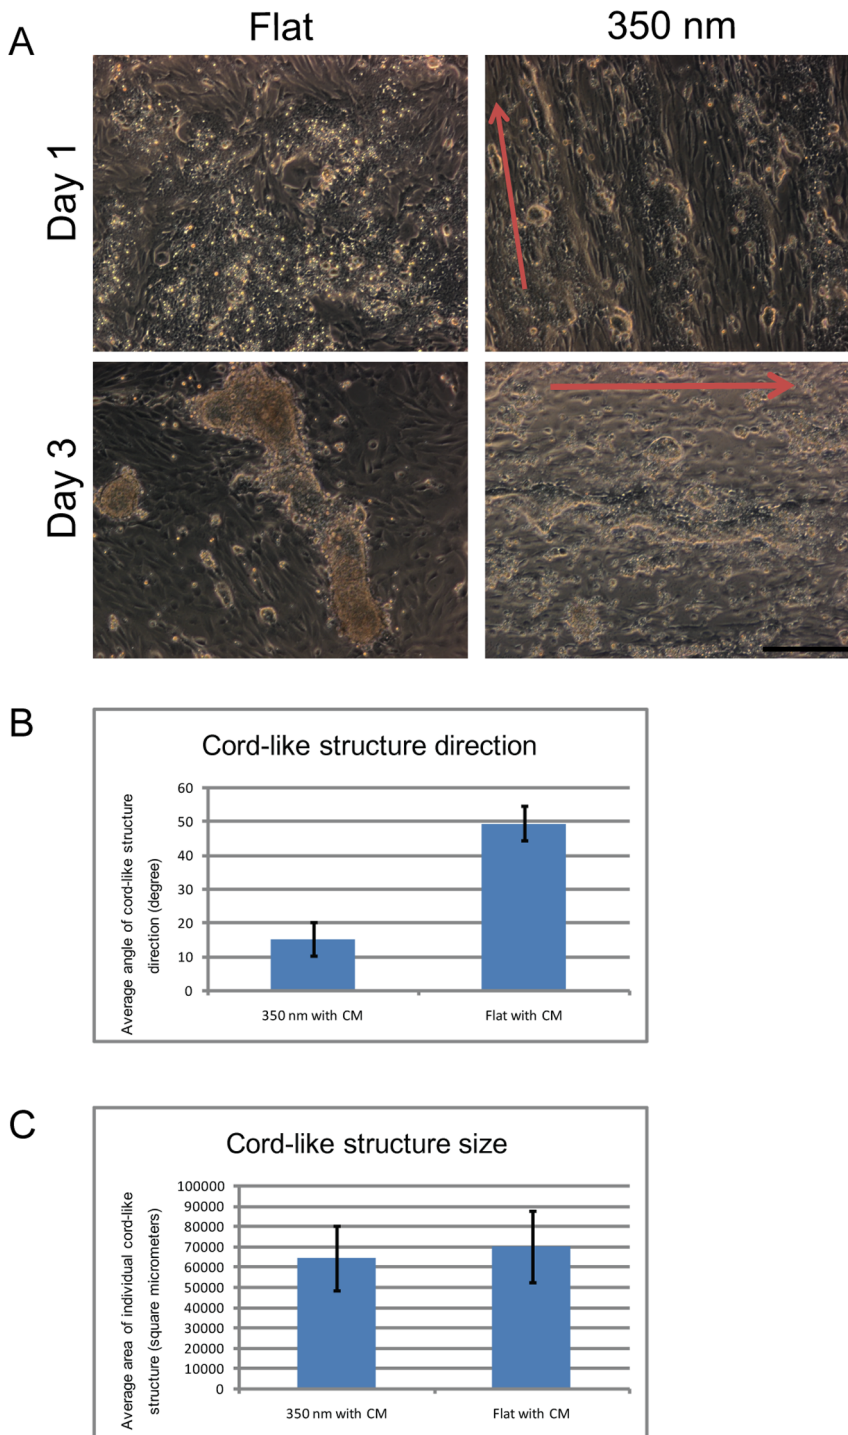 Flat 350 nm
A
Day 1
Day 3
B
Cord-like structure direction
Average angle of cord-like structure
direction (degree)
60
50
40
30
20
10
0
350 nm with CM Flat with CM
C
Cord-like structure size
Average area of individual cord-like
structure (square micrometers)
100000
90000
80000
70000
60000
50000
40000
30000
20000
10000
0
350 nm with CM Flat with CM